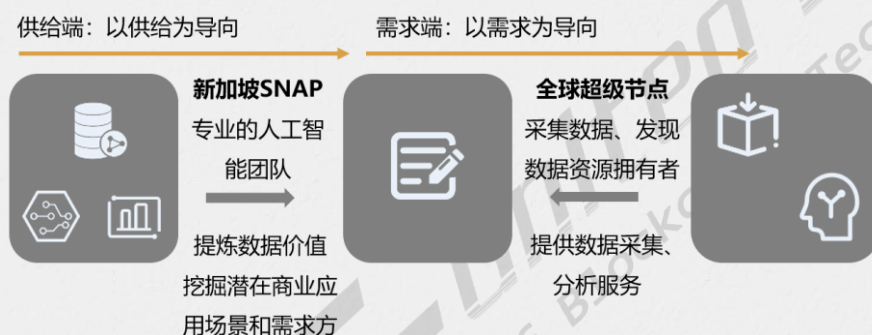 供给端：以供给为导向
需求端：以需求为导向
新加坡SNAP
专业的人工智
能团队
提炼数据价值
挖掘潜在商业应
用场景和需求方
全球超级节点
采集数据、发现
数据资源拥有者
提供数据采集、
分析服务